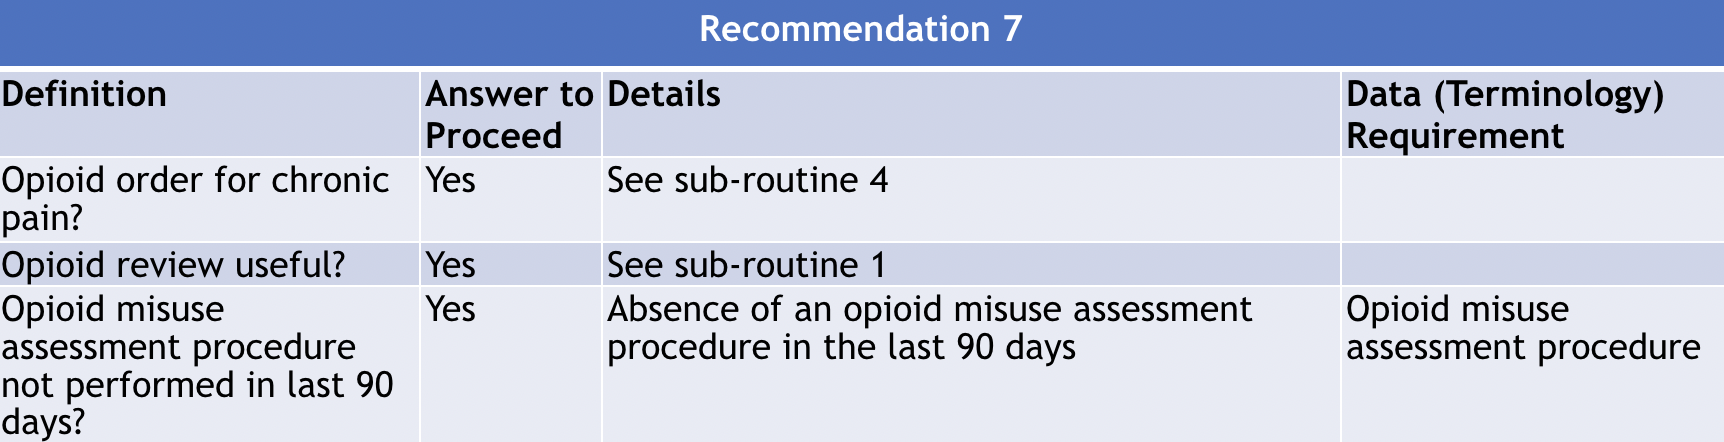 Recommendation 7
Definition
Answer to
Proceed
Details
Data (Terminology)
Requirement
Opioid order for chronic
pain?
Yes
See sub-routine 4
Opioid review useful?
Yes
See sub-routine 1
Opioid misuse
assessment procedure
not performed in last 90
days?
Yes
Absence of an opioid misuse assessment
procedure in the last 90 days
Opioid misuse
assessment procedure